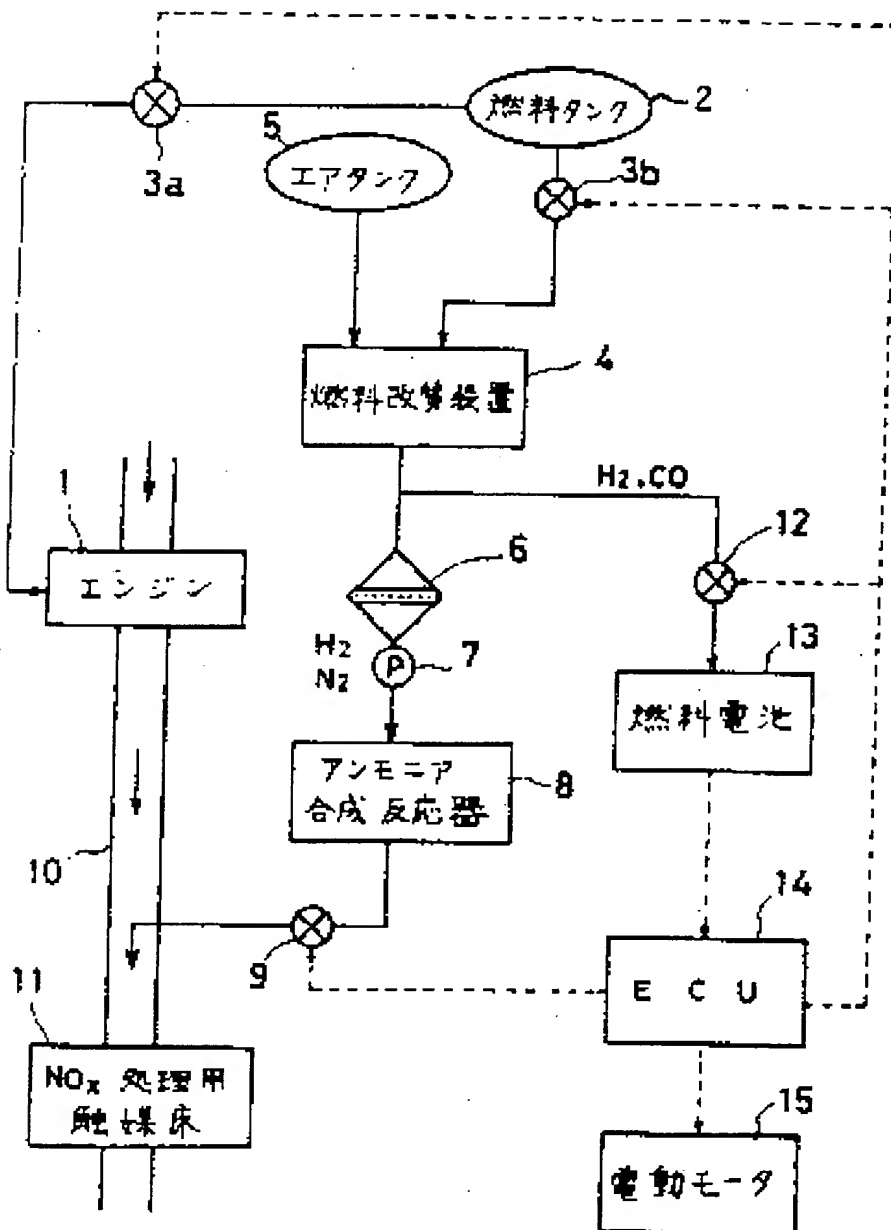 燃料タンク
2
5
エアタンク
3a
3b
燃料改質装置
4
H2.CO
1
エンジン
6
12
H2
N2
P
7
13
燃料電池
アンモニア
合成反応器
8
10
9
14
E C U
11
NOx 処理用
触媒床
15
電動モータ